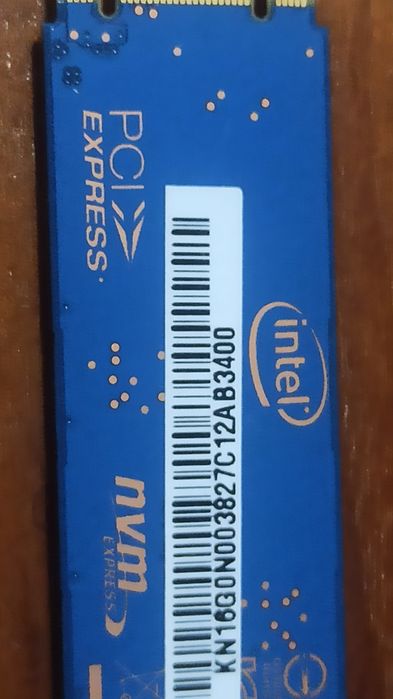 PCI
EXPRESS®
intel®
KN16G0N003827C12AB3400
nvm
EXPRESS